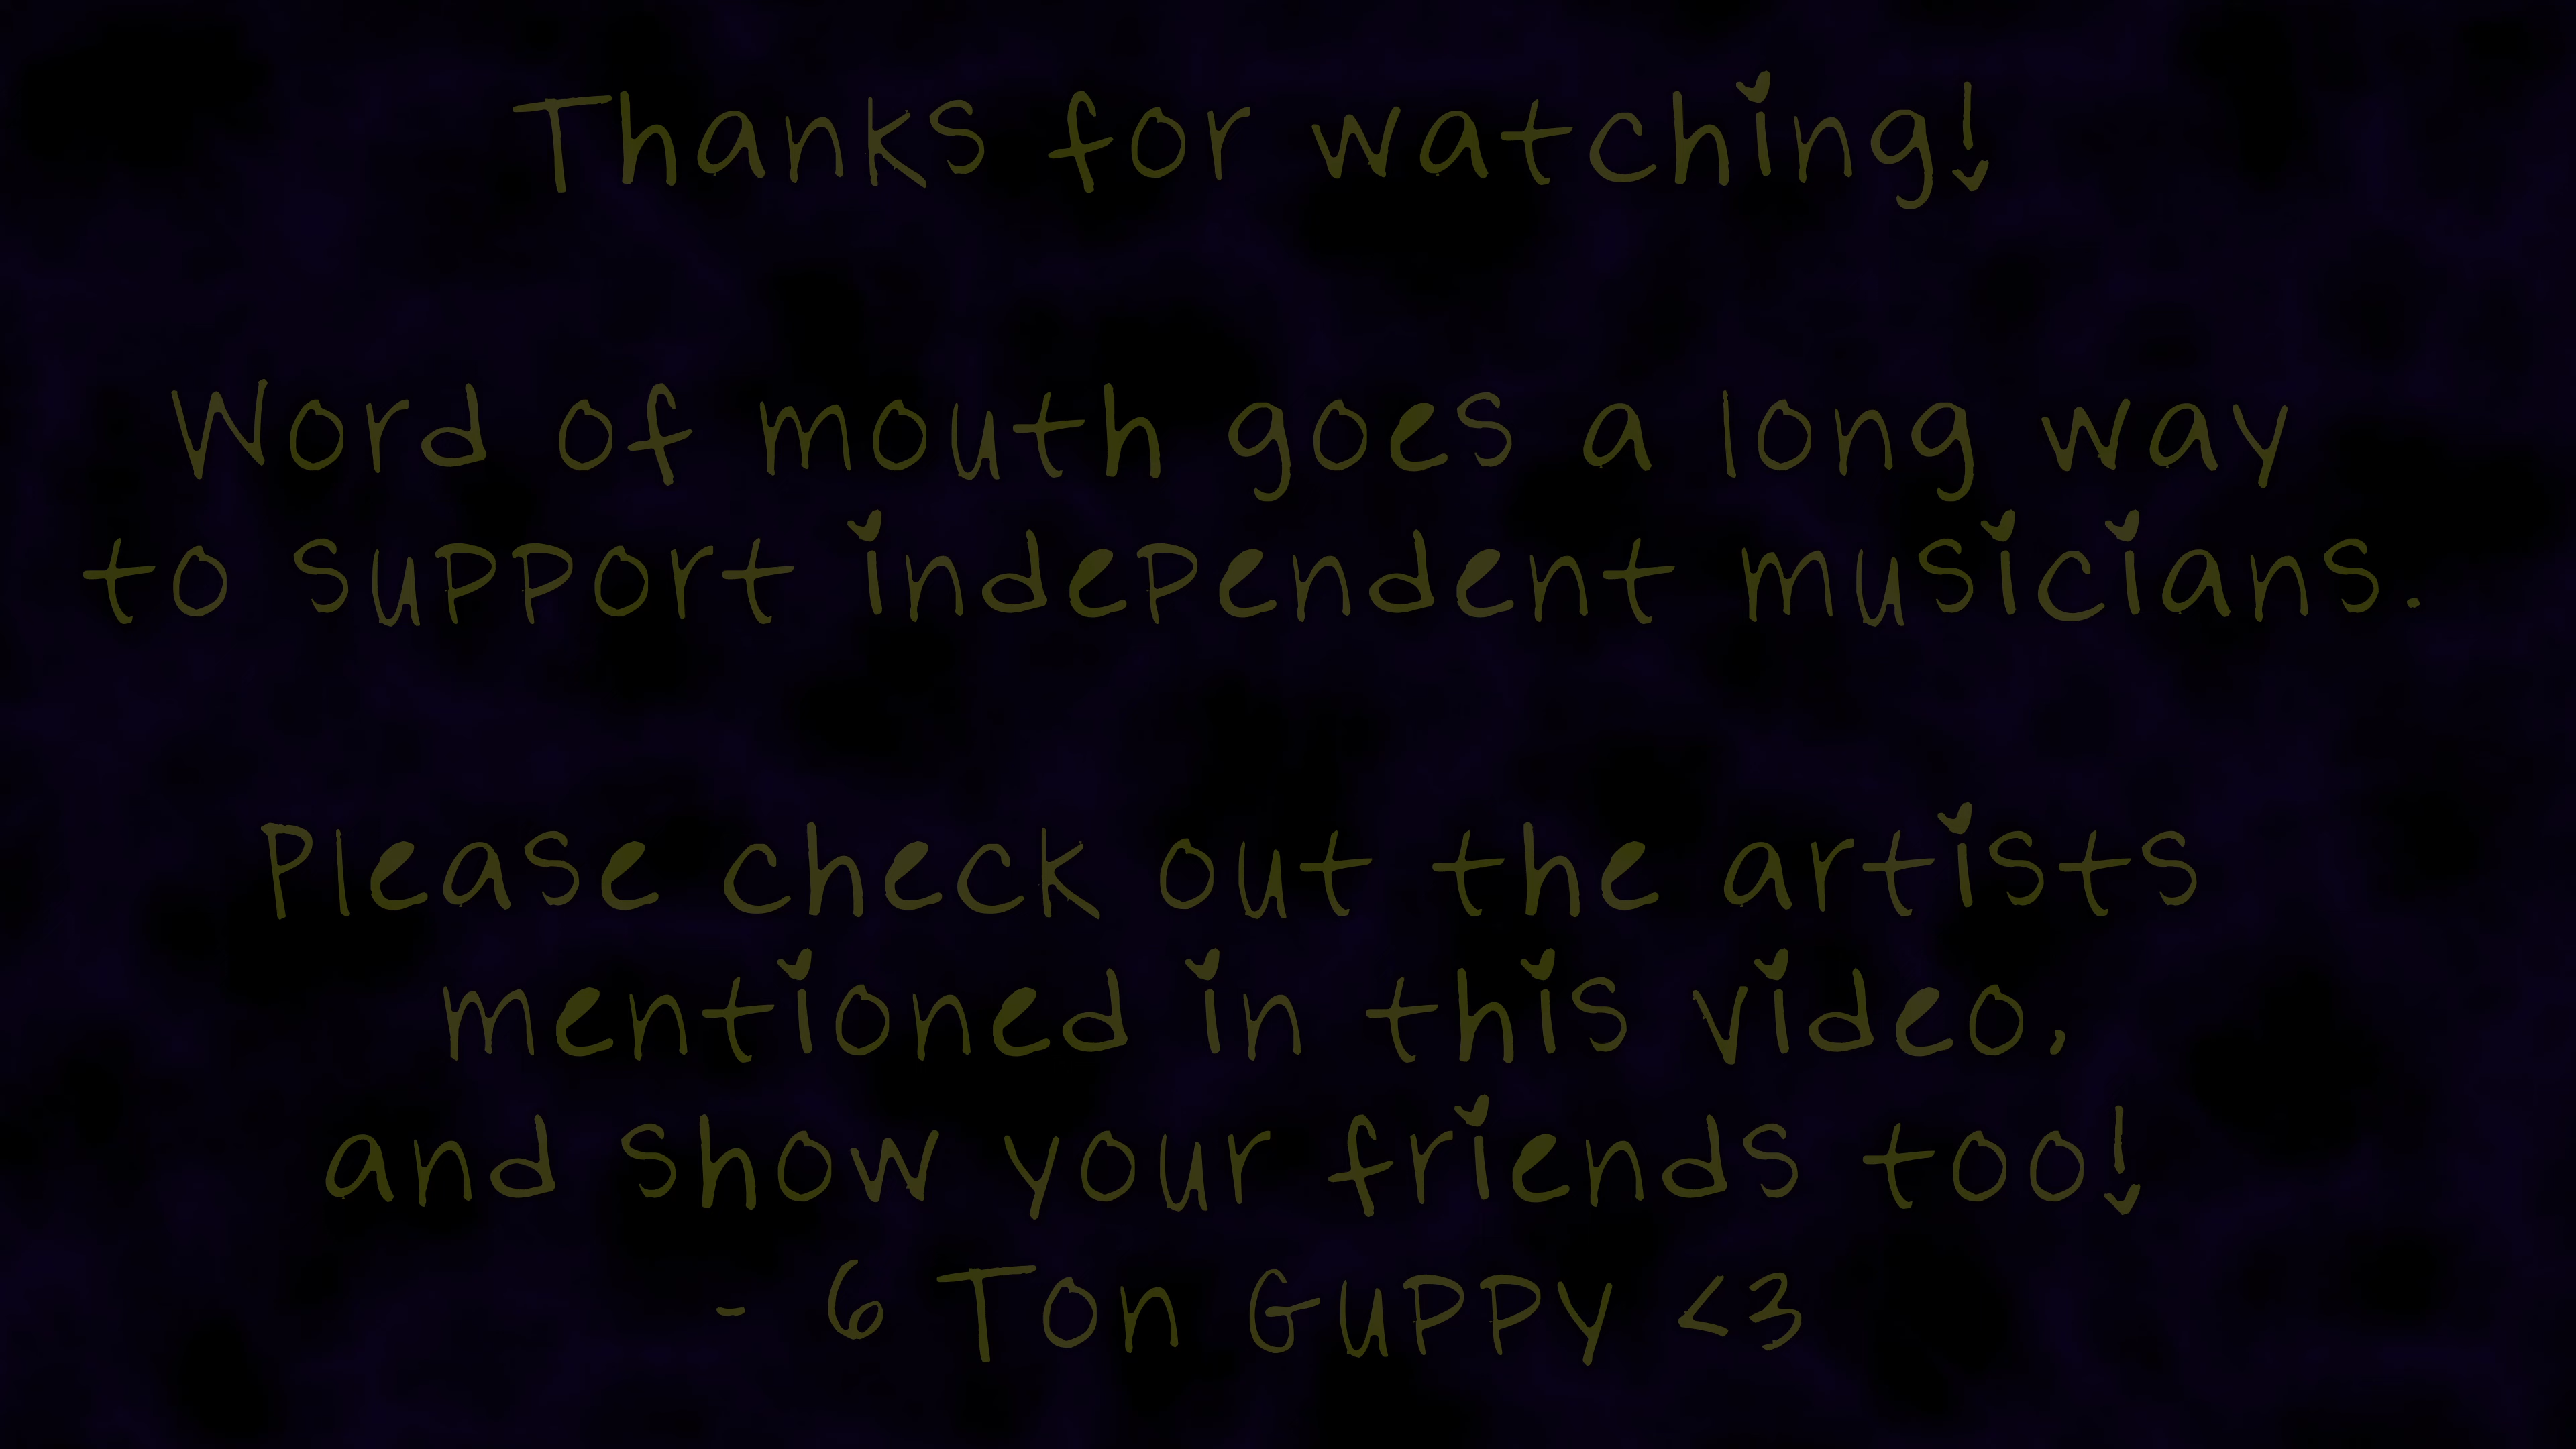 Thanks for watching!
Word of mouth goes a long way
to support independent musicians.
Please check out the artists
mentioned in this video,
and show your friends too!
- 6 Ton Guppy <3